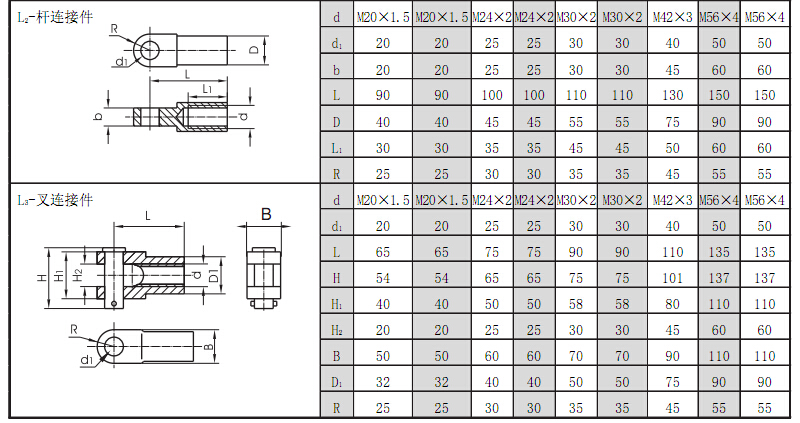 L₂-杆连接件
R
d1
D
L
L1
b
d
d M20×1.5 M20×1.5 M24×2 M24×2 M30×2 M30×2 M42×3 M56×4 M56×4
d₁ 20 20 25 25 30 30 40 50 50
b 20 20 25 25 30 30 45 60 60
L 90 90 100 100 110 110 130 150 150
D 40 40 45 45 55 55 75 90 90
L₁ 30 30 35 35 45 45 50 60 60
R 25 25 30 30 35 35 45 55 55
L₃-叉连接件
L
B
H
H1
H2
d
D1
R
d1
B
d M20×1.5 M20×1.5 M24×2 M24×2 M30×2 M30×2 M42×3 M56×4 M56×4
d₁ 20 20 25 25 30 30 40 50 50
L 65 65 75 75 90 90 110 135 135
H 54 54 65 65 75 75 101 137 137
H₁ 40 40 50 50 58 58 80 110 110
H₂ 20 20 25 25 30 30 45 60 60
B 50 50 60 60 70 70 90 110 110
D₁ 32 32 40 40 50 50 75 90 90
R 25 25 30 30 35 35 45 55 55